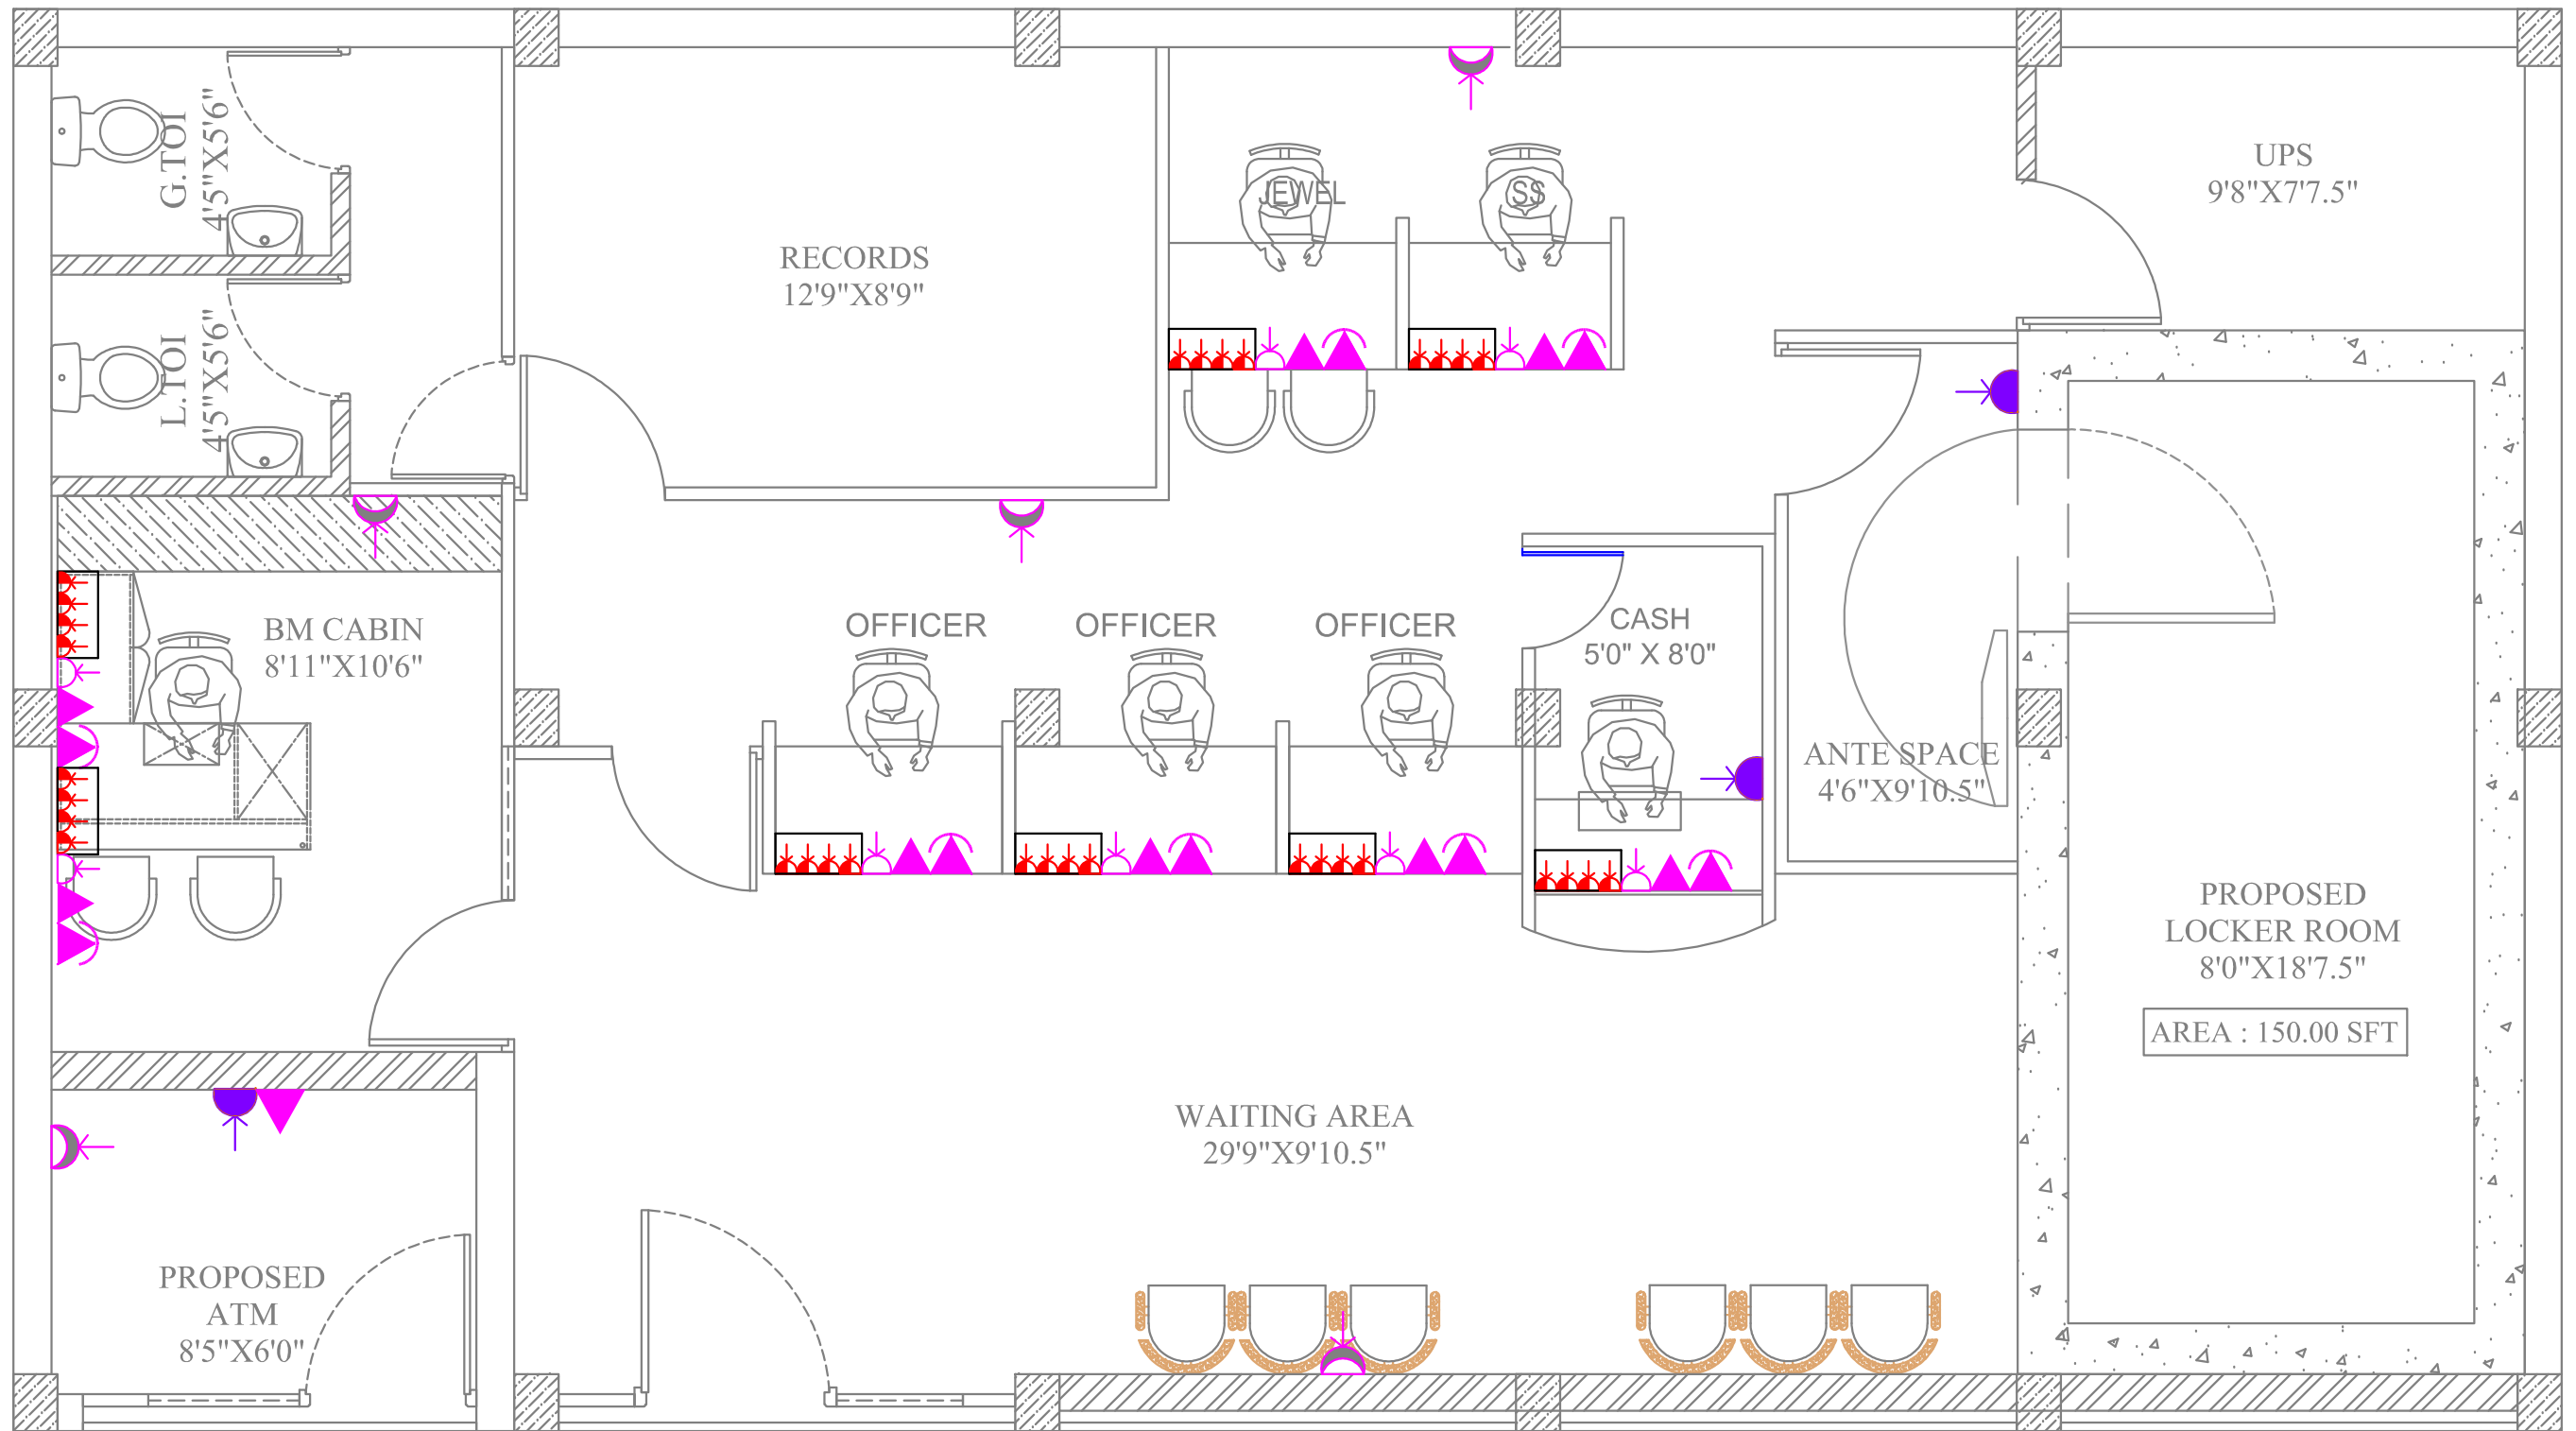 G.TOI
4'5"X5'6"
L.TOI
4'5"X5'6"
RECORDS
12'9"X8'9"
JEWEL
SS
UPS
9'8"X7'7.5"
BM CABIN
8'11"X10'6"
OFFICER
OFFICER
OFFICER
CASH
5'0" X 8'0"
ANTE SPACE
4'6"X9'10.5"
PROPOSED
LOCKER ROOM
8'0"X18'7.5"
AREA : 150.00 SFT
WAITING AREA
29'9"X9'10.5"
PROPOSED
ATM
8'5"X6'0"